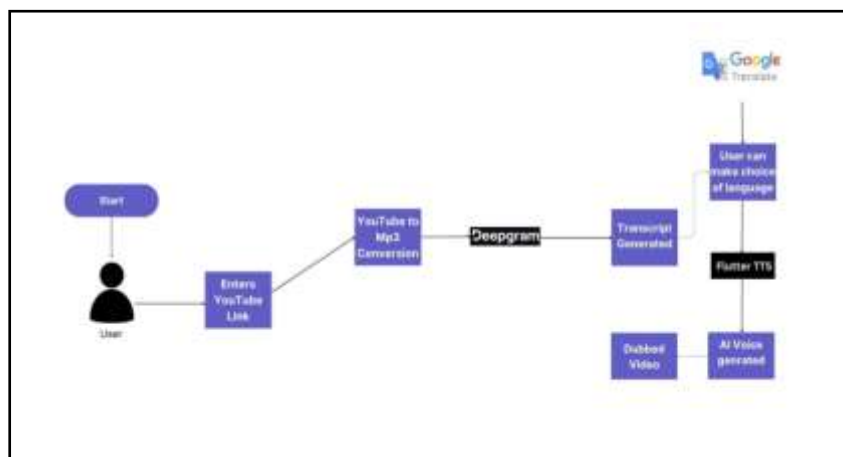 Google
Translate
User can
make choice
of language
Start
YouTube to
Mp3
Conversion
Deepgram
Transcript
Generated
Flutter TTS
Enters
YouTube
Link
User
Dubbed
Video
AI Voice
genrated